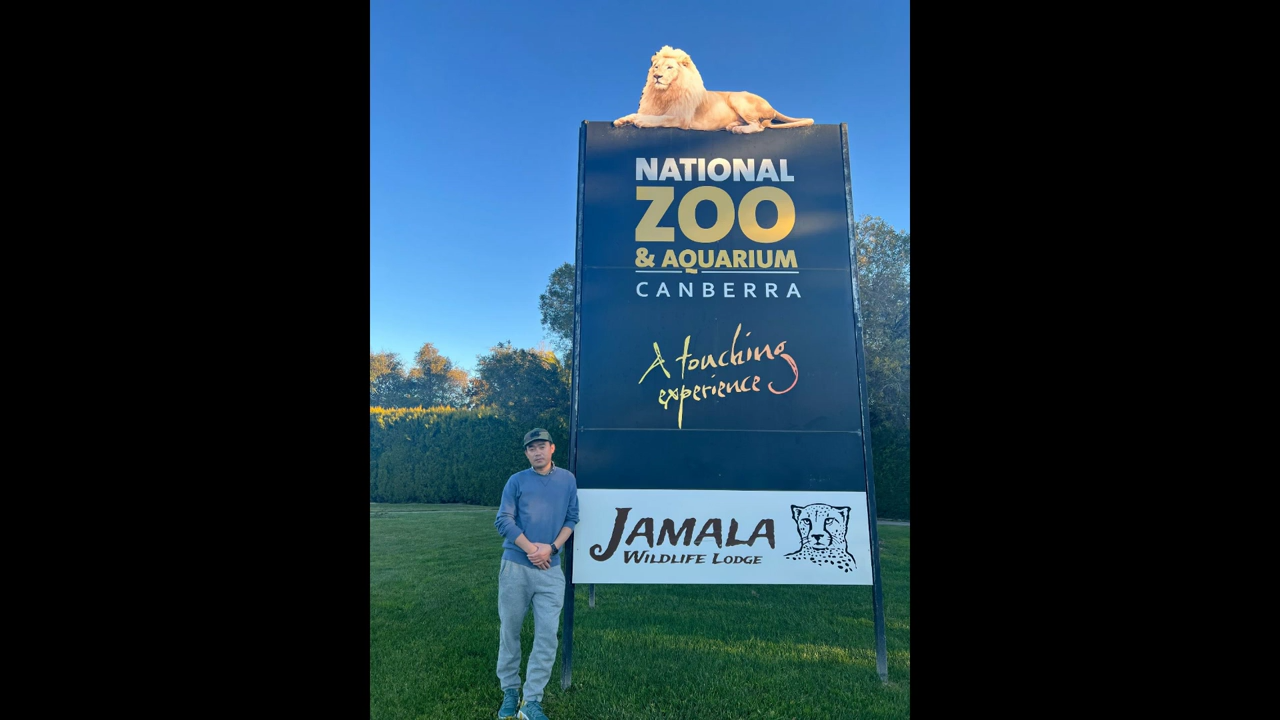 NATIONAL
ZOO
& AQUARIUM
CANBERRA
A touching
experience
JAMALA
WILDLIFE LODGE